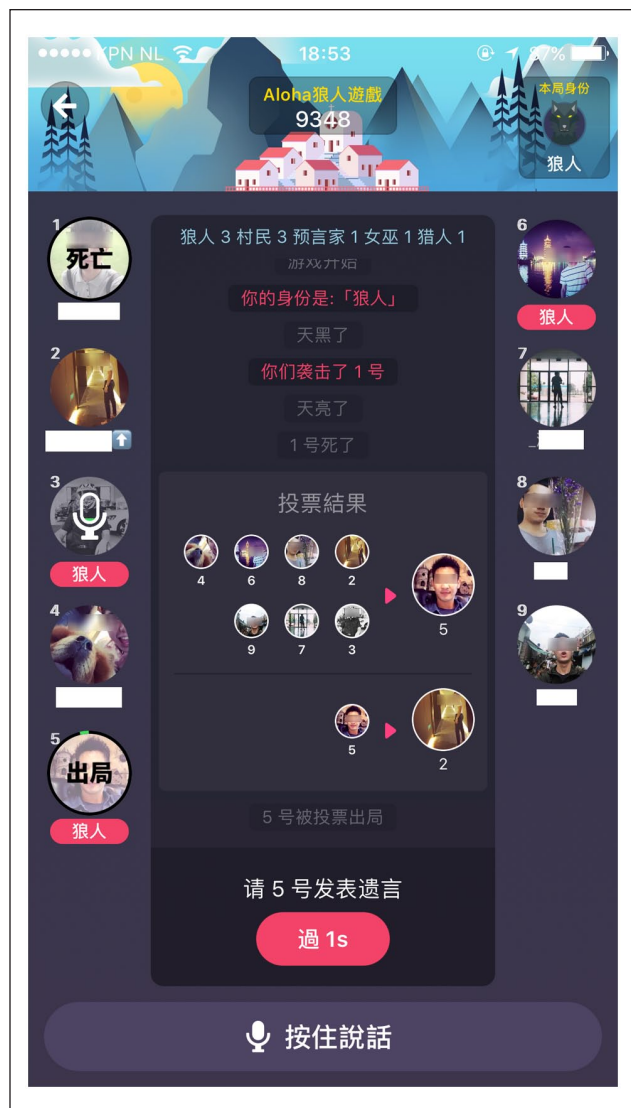 KPN NL
18:53
87%
Aloha狼人遊戲
9348
本局身份
狼人
狼人 3 村民 3 预言家 1 女巫 1 猎人 1
游戏开始
你的身份是:「狼人」
天黑了
你们袭击了 1 号
天亮了
1 号死了
1
死亡
2
3
狼人
4
5
出局
狼人
投票結果
4
6
8
2
5
9
7
3
5
2
5 号被投票出局
请 5 号发表遗言
過 1s
6
狼人
7
8
9
按住說話